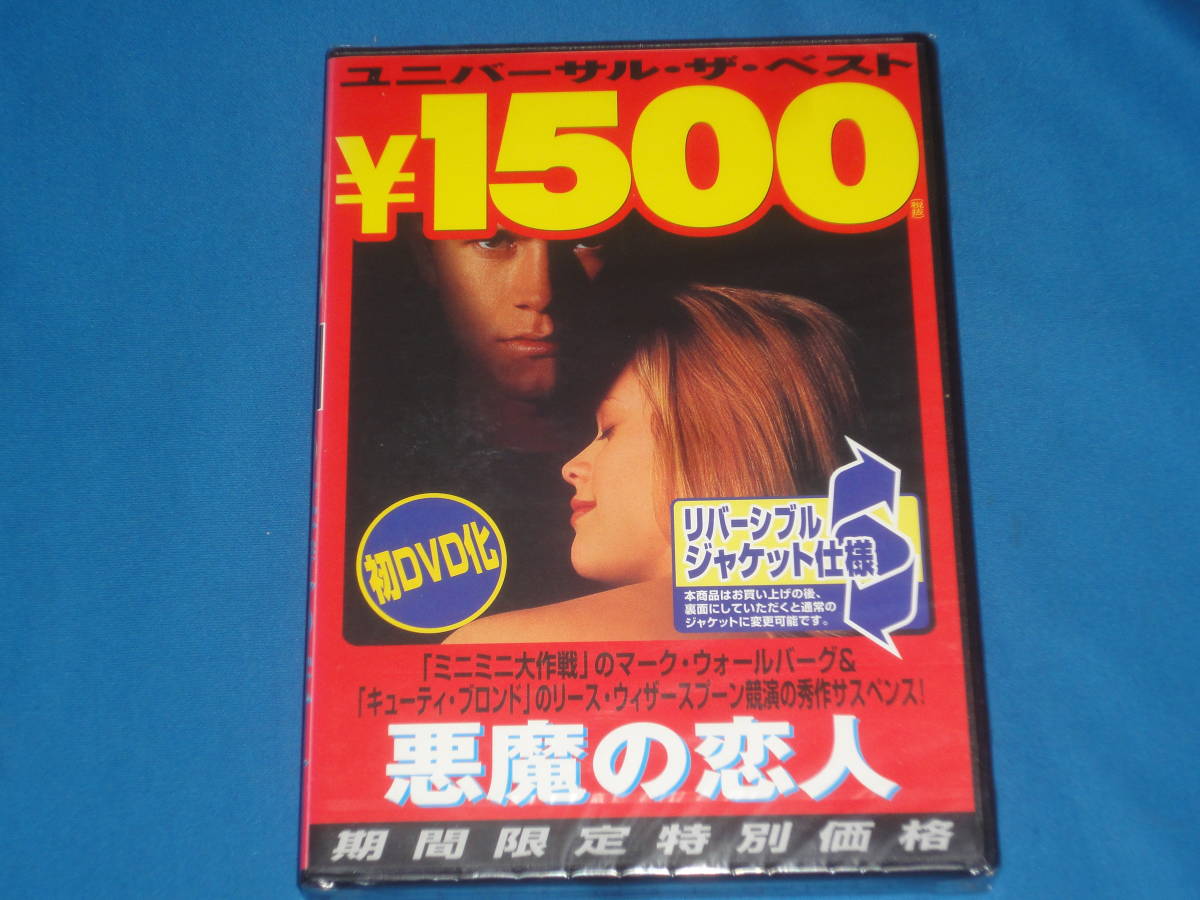 ユニバーサル・ザ・ベスト
¥1500
(税抜)
初DVD化
リバーシブル
ジャケット仕様
本商品はお買い上げの後、
裏面にしていただくと通常の
ジャケットに変更可能です。
「ミニミニ大作戦」のマーク・ウォールバーグ&
「キューティ・ブロンド」のリース・ウィザースプーン競演の秀作サスペンス!
悪魔の恋人
期間限定特別価格